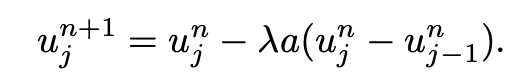 u_j^{n+1} = u_j^n − λa(u_j^n − u_{j−1}^n).